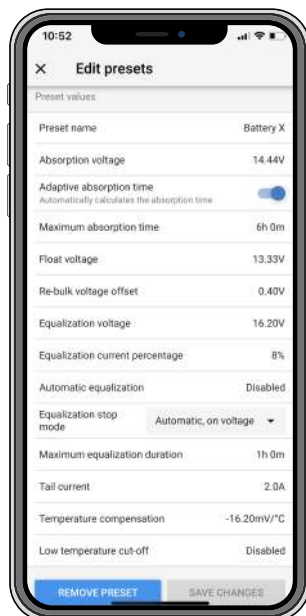 10:52
× Edit presets
Preset values
Preset name Battery X
Absorption voltage 14.44V
Adaptive absorption time
Automatically calculates the absorption time
Maximum absorption time 6h 0m
Float voltage 13.33V
Re-bulk voltage offset 0.40V
Equalization voltage 16.20V
Equalization current percentage 8%
Automatic equalization Disabled
Equalization stop mode Automatic, on voltage
Maximum equalization duration 1h 0m
Tail current 2.0A
Temperature compensation -16.20mV/°C
Low temperature cut-off Disabled
REMOVE PRESET SAVE CHANGES